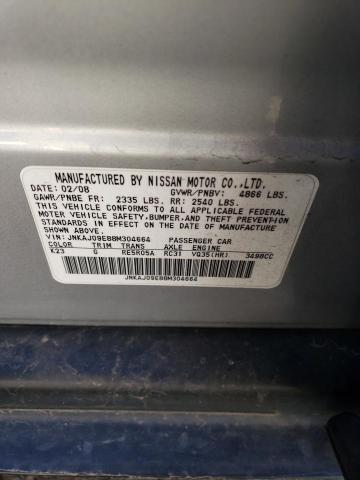 MANUFACTURED BY NISSAN MOTOR CO.,LTD.
DATE: 02/08 GVWR/PNBV: 4866 LBS.
GAWR/PNBE FR: 2335 LBS. RR: 2540 LBS.
THIS VEHICLE CONFORMS TO ALL APPLICABLE FEDERAL
MOTOR VEHICLE SAFETY, BUMPER, AND THEFT PREVENTION
STANDARDS IN EFFECT ON THE DATE OF MANUFACTURE
SHOWN ABOVE.
VIN: JNKAJ09E88M304664 PASSENGER CAR
COLOR TRIM TRANS AXLE ENGINE
K23 G RE5R05A RC31 VQ35(HR) 3498CC
JNKAJ09E88M304664